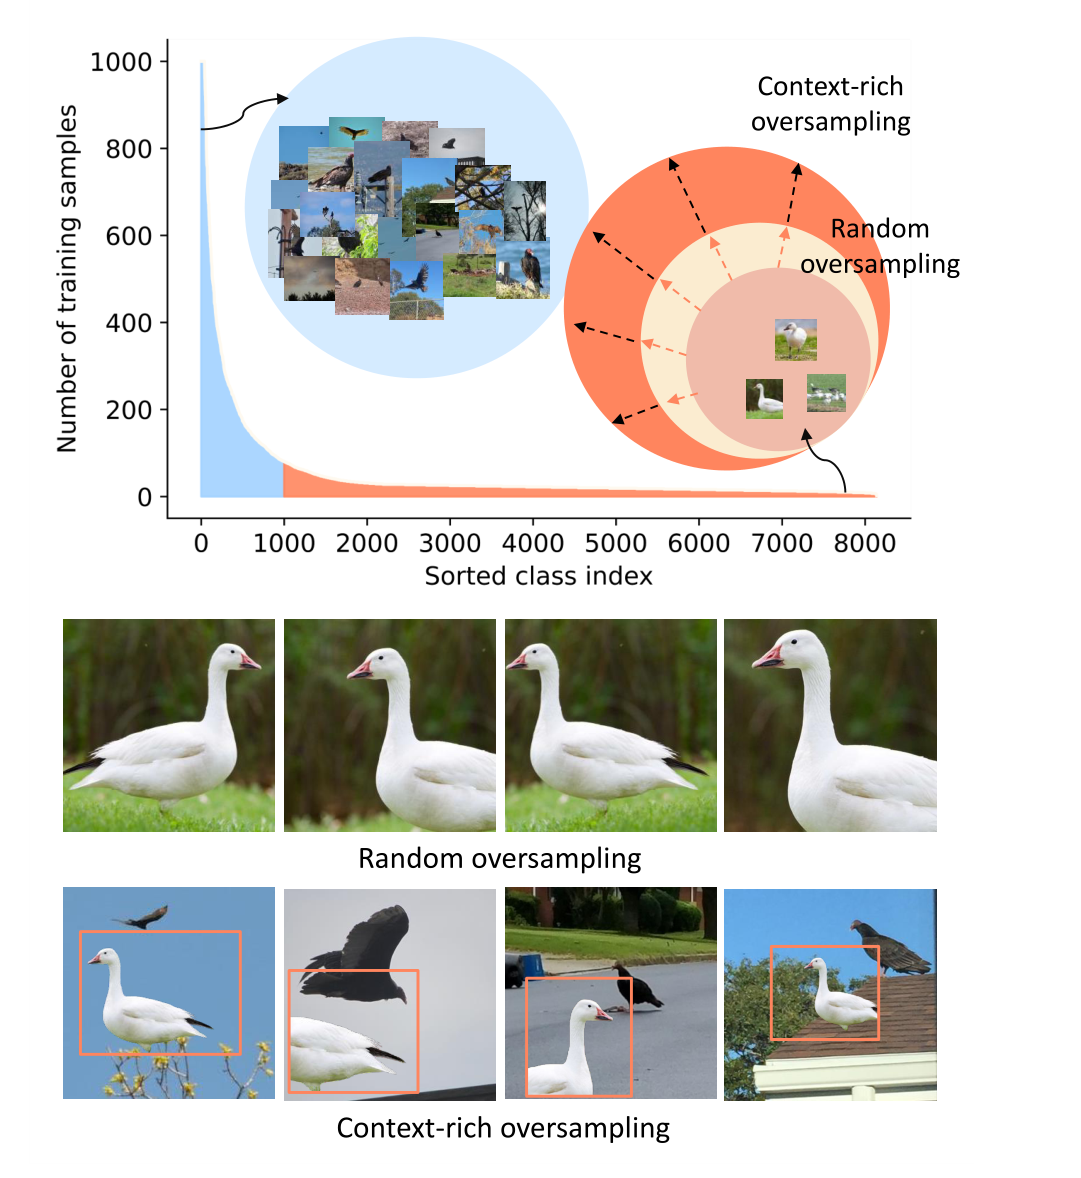 Context-rich
oversampling
Random
oversampling
Number of training samples
1000
800
600
400
200
0
0 1000 2000 3000 4000 5000 6000 7000 8000
Sorted class index
Random oversampling
Context-rich oversampling